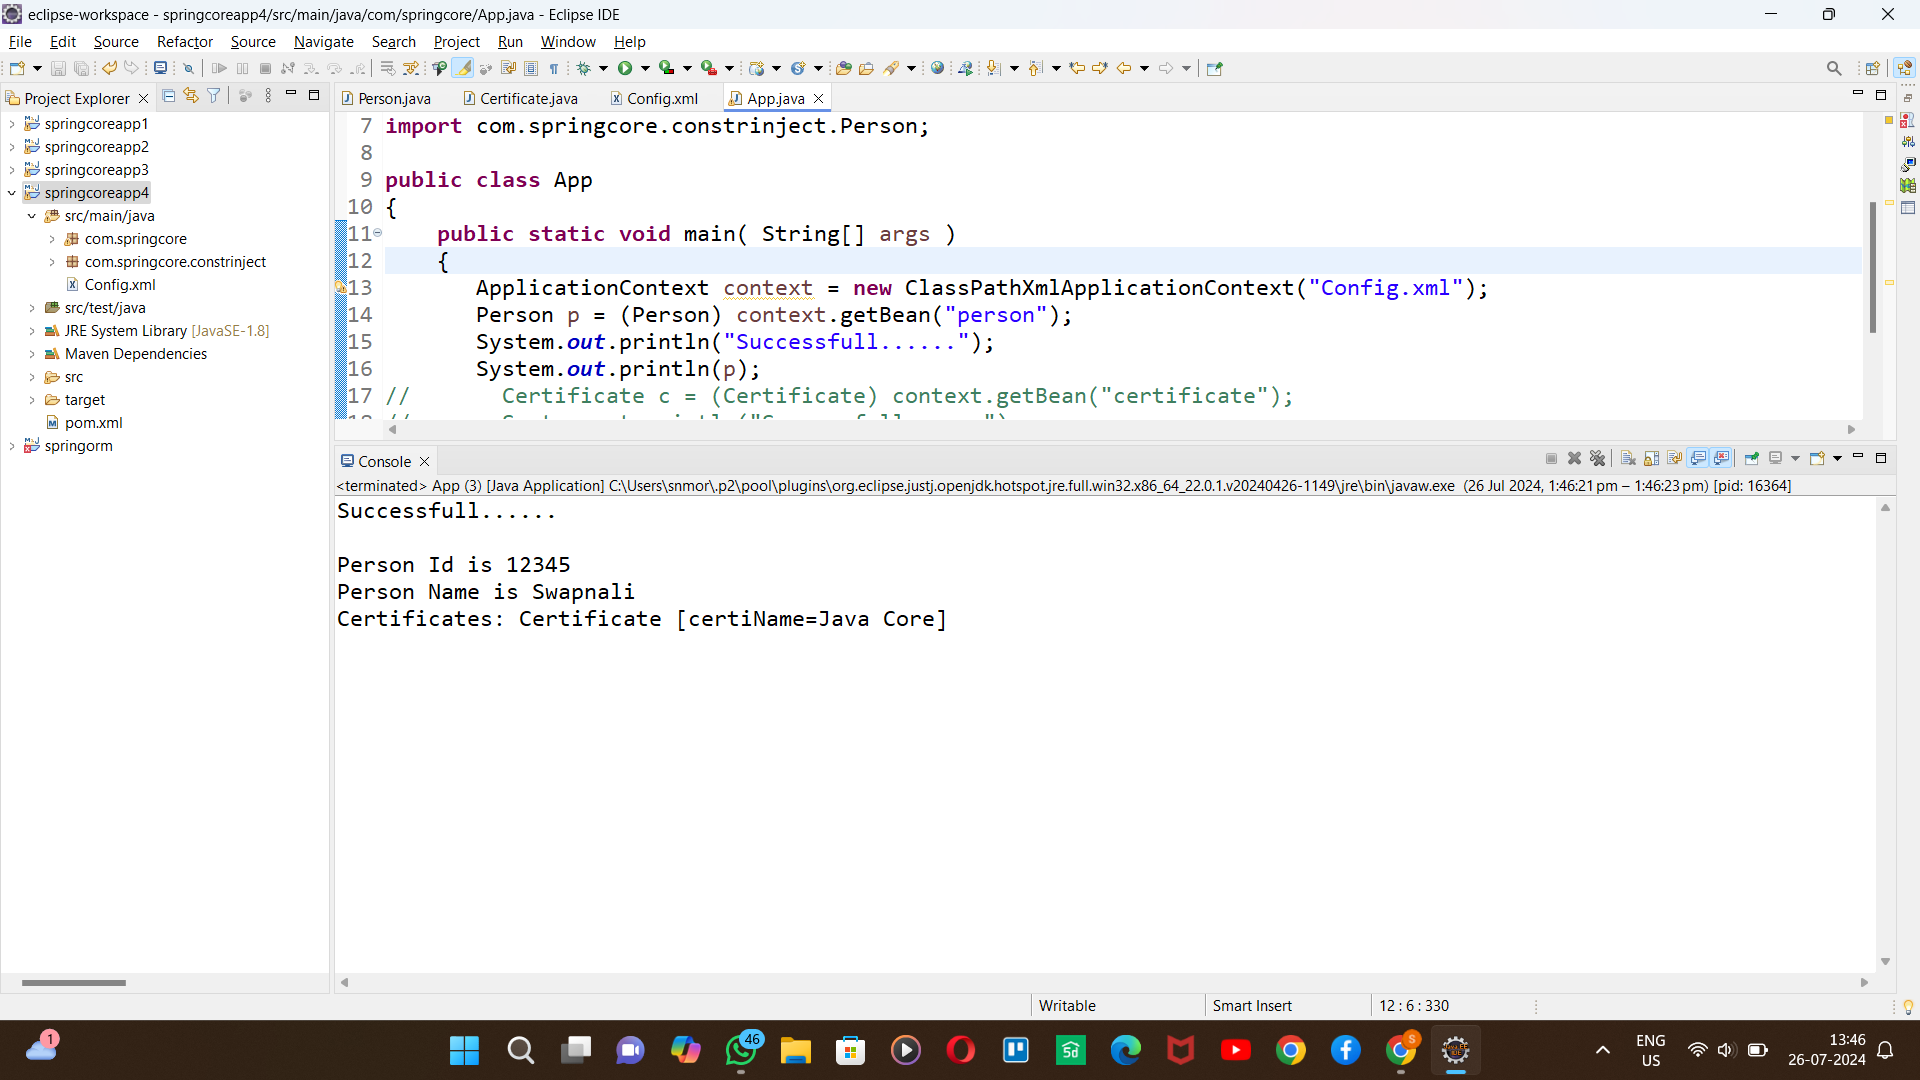 eclipse-workspace - springcoreapp4/src/main/java/com/springcore/App.java - Eclipse IDE
File Edit Source Refactor Source Navigate Search Project Run Window Help
Project Explorer
springcoreapp1
springcoreapp2
springcoreapp3
springcoreapp4
src/main/java
com.springcore
com.springcore.constrinject
Config.xml
src/test/java
JRE System Library [JavaSE-1.8]
Maven Dependencies
src
target
pom.xml
springorm
Person.java Certificate.java Config.xml App.java
7 import com.springcore.constrinject.Person;
8
9 public class App
10 {
11 public static void main( String[] args )
12 {
13 ApplicationContext context = new ClassPathXmlApplicationContext("Config.xml");
14 Person p = (Person) context.getBean("person");
15 System.out.println("Successfull......");
16 System.out.println(p);
17 // Certificate c = (Certificate) context.getBean("certificate");
Console
<terminated> App (3) [Java Application] C:\Users\snmor\.p2\pool\plugins\org.eclipse.justj.openjdk.hotspot.jre.full.win32.x86_64_22.0.1.v20240426-1149\jre\bin\javaw.exe (26 Jul 2024, 1:46:21 pm – 1:46:23 pm) [pid: 16364]
Successfull......
Person Id is 12345
Person Name is Swapnali
Certificates: Certificate [certiName=Java Core]
Writable Smart Insert 12 : 6 : 330
1
46
S
ENG
US
13:46
26-07-2024